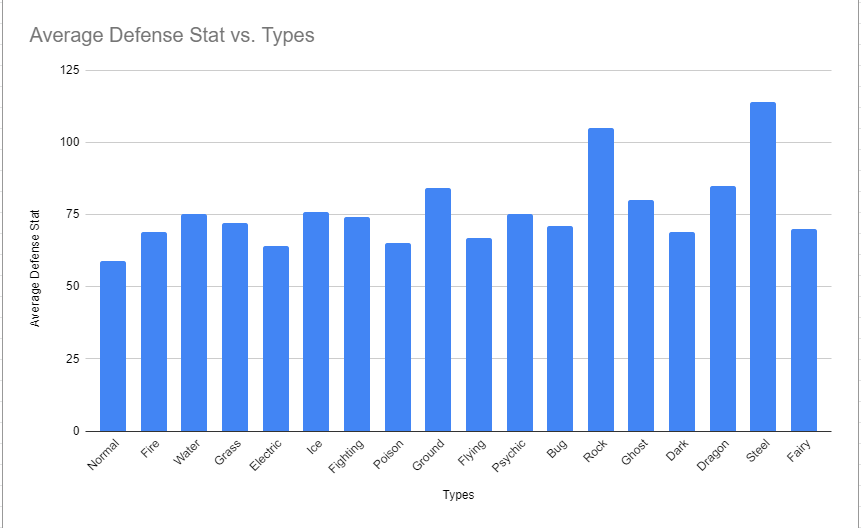 Average Defense Stat vs. Types
125
100
75
50
25
0
Average Defense Stat
Normal
Fire
Water
Grass
Electric
Ice
Fighting
Poison
Ground
Flying
Psychic
Bug
Rock
Ghost
Dark
Dragon
Steel
Fairy
Types